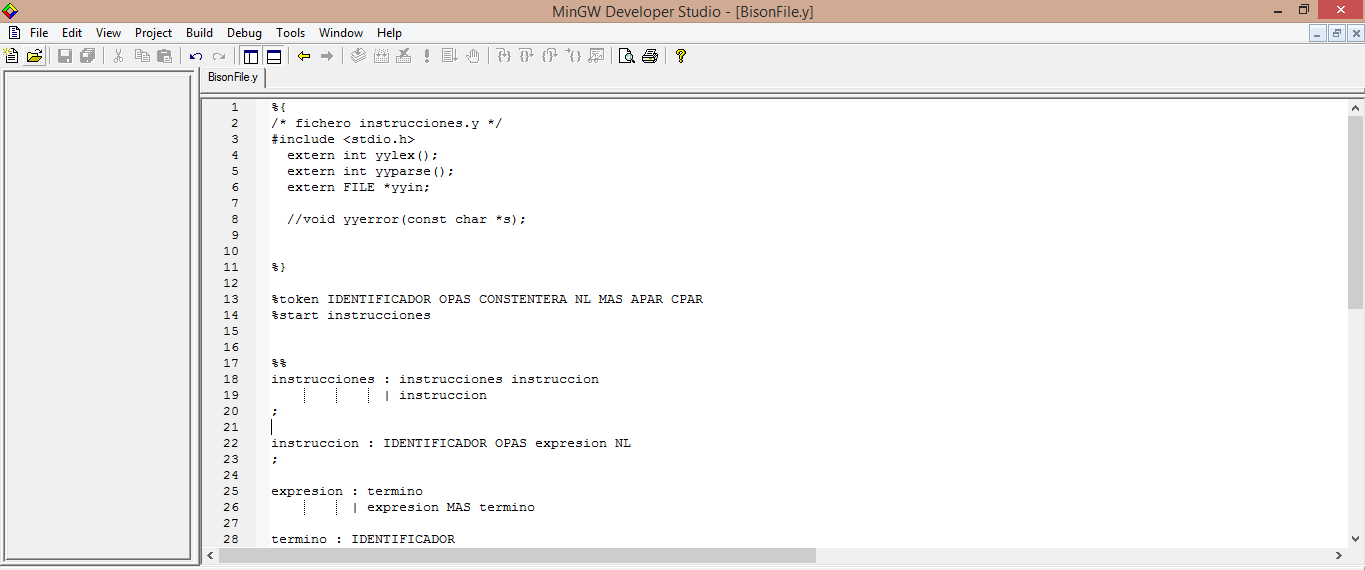 MinGW Developer Studio - [BisonFile.y]
File Edit View Project Build Debug Tools Window Help
BisonFile.y
1 %{
2 /* fichero instrucciones.y */
3 #include <stdio.h>
4 extern int yylex();
5 extern int yyparse();
6 extern FILE *yyin;
7
8 //void yyerror(const char *s);
9
10
11 %}
12
13 %token IDENTIFICADOR OPAS CONSTENTERA NL MAS APAR CPAR
14 %start instrucciones
15
16
17 %%
18 instrucciones : instrucciones instruccion
19 | instruccion
20 ;
21
22 instruccion : IDENTIFICADOR OPAS expresion NL
23 ;
24
25 expresion : termino
26 | expresion MAS termino
27
28 termino : IDENTIFICADOR